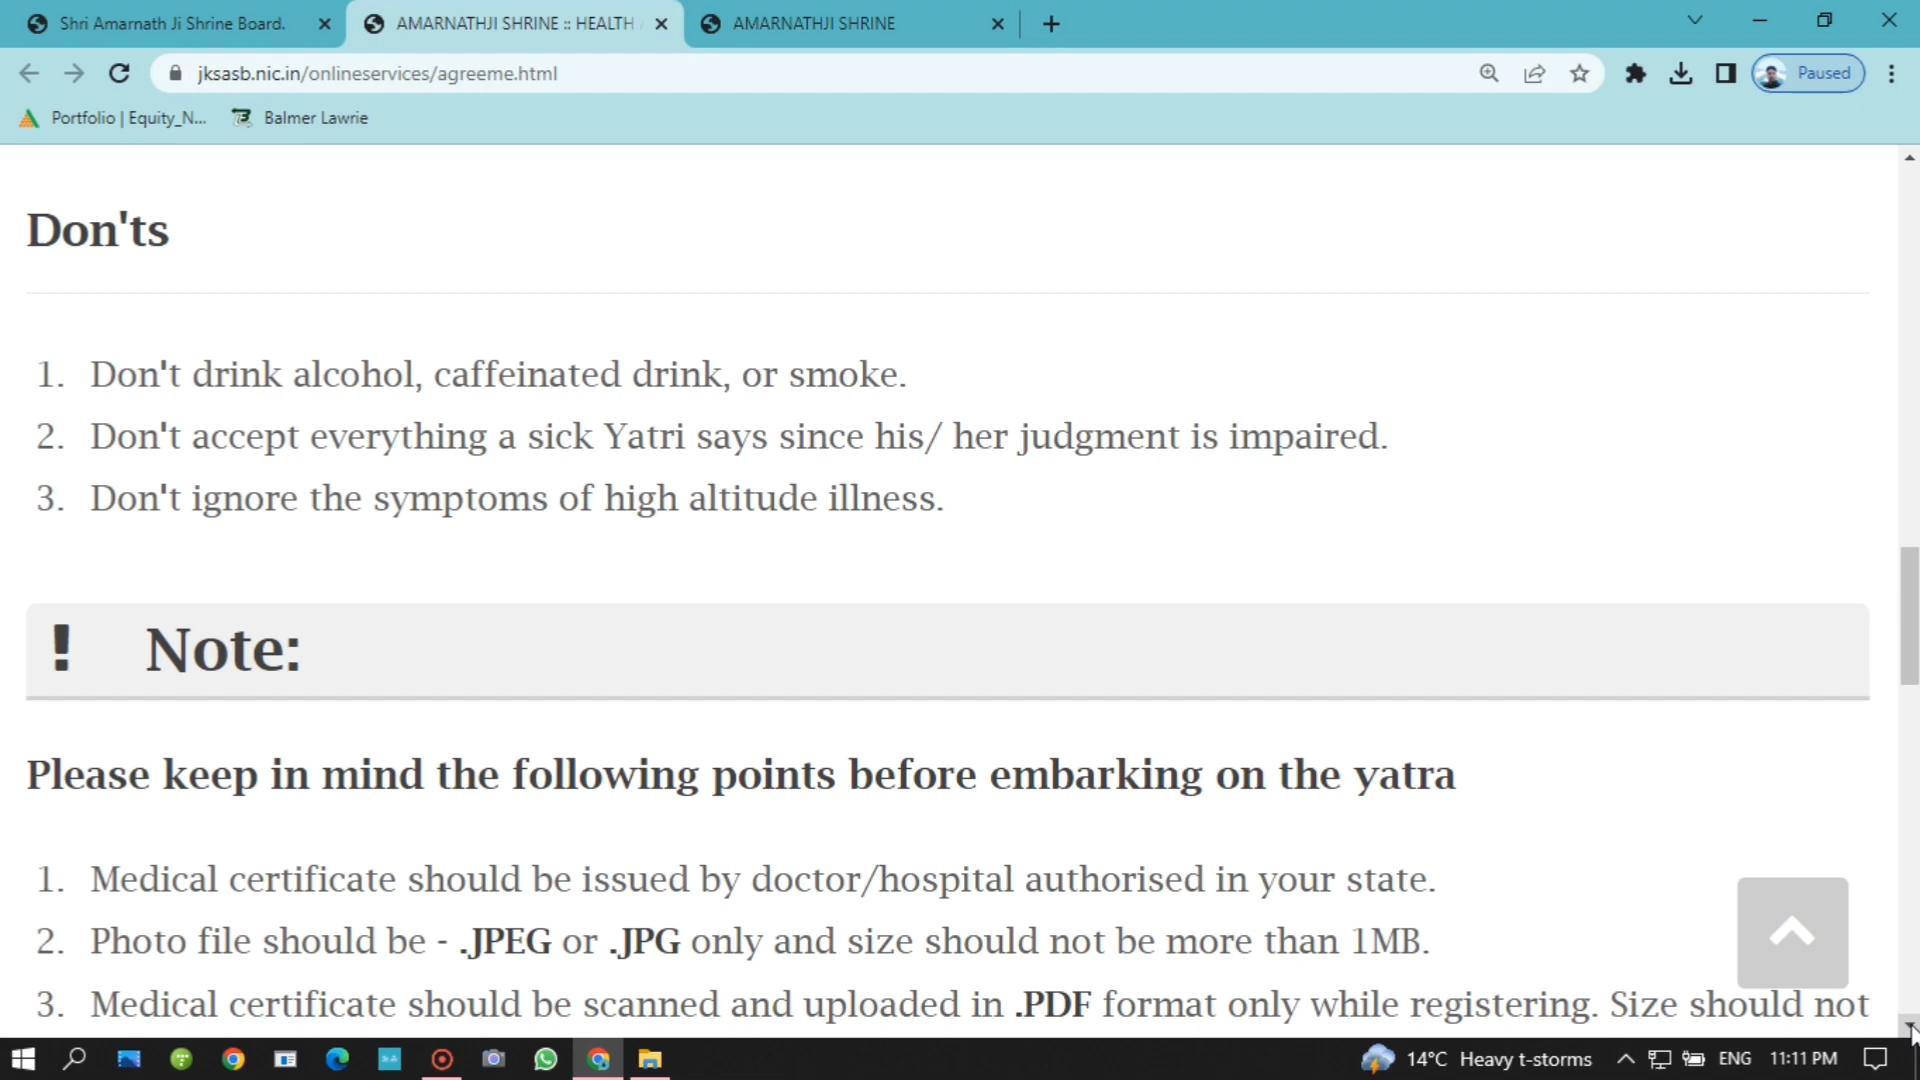 Shri Amarnath Ji Shrine Board.
AMARNATHJI SHRINE :: HEALTH
AMARNATHJI SHRINE
jksasb.nic.in/onlineservices/agreeme.html
Paused
Portfolio | Equity_N...
Balmer Lawrie
Don'ts
1. Don't drink alcohol, caffeinated drink, or smoke.
2. Don't accept everything a sick Yatri says since his/ her judgment is impaired.
3. Don't ignore the symptoms of high altitude illness.
! Note:
Please keep in mind the following points before embarking on the yatra
1. Medical certificate should be issued by doctor/hospital authorised in your state.
2. Photo file should be - .JPEG or .JPG only and size should not be more than 1MB.
3. Medical certificate should be scanned and uploaded in .PDF format only while registering. Size should not
14°C Heavy t-storms
ENG
11:11 PM